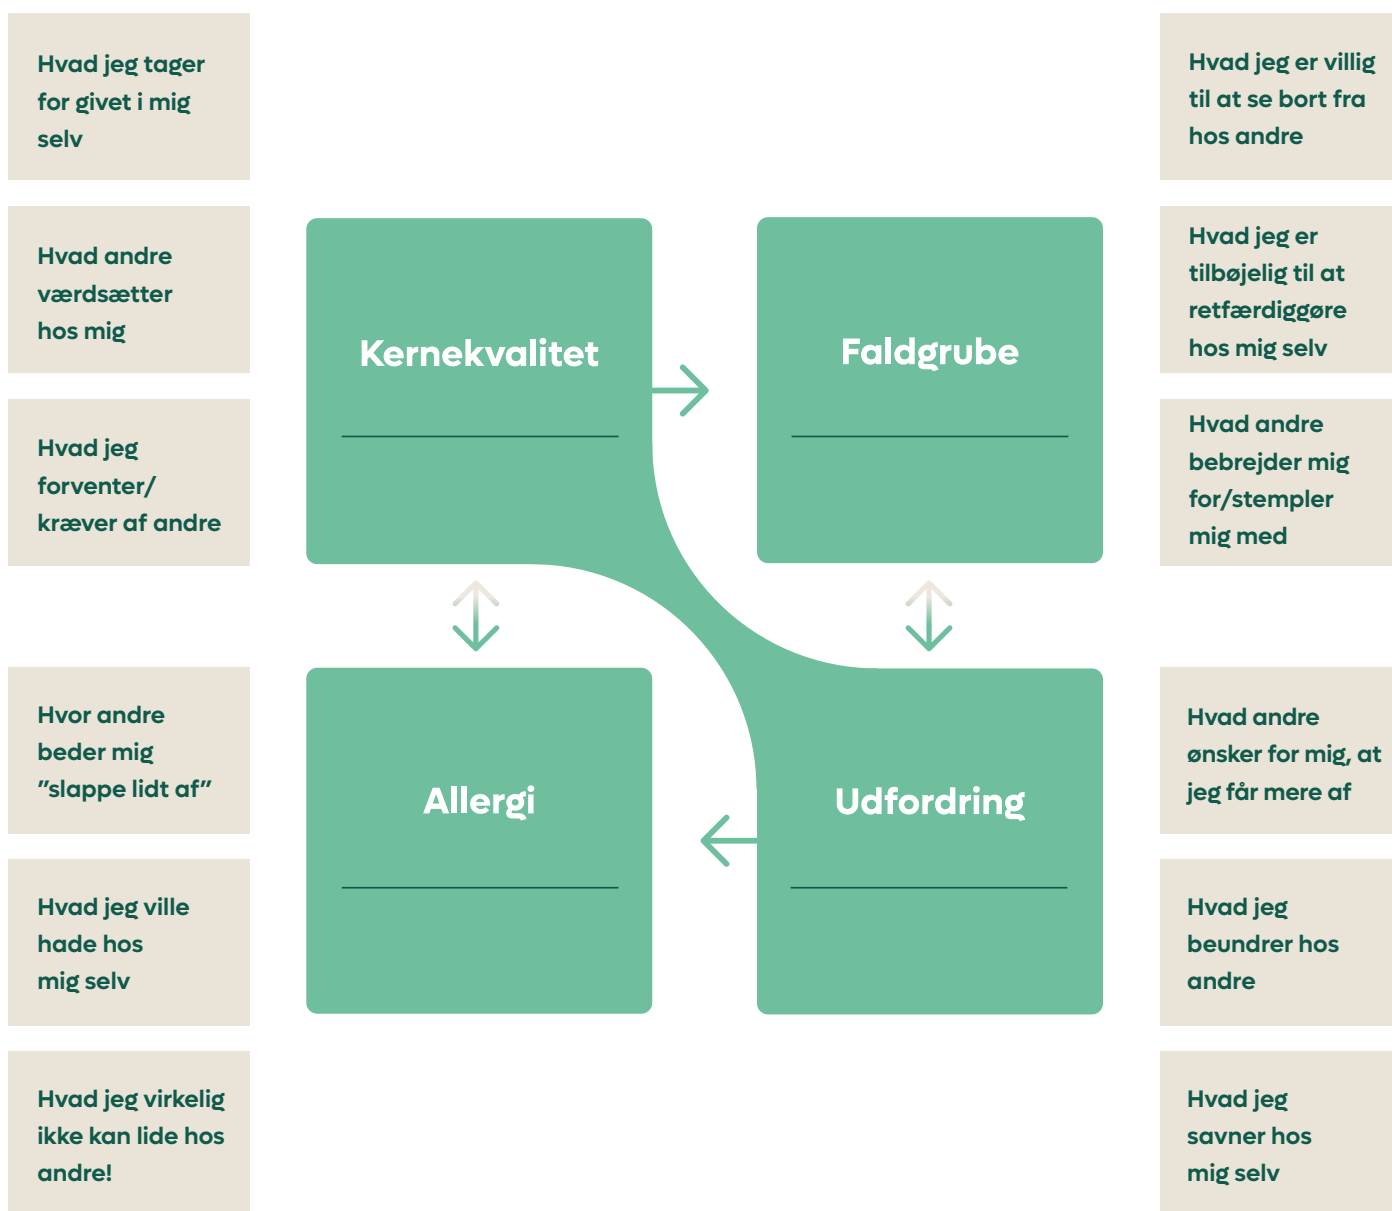 Hvad jeg tager
for givet i mig
selv
Hvad andre
værdsætter
hos mig
Hvad jeg
forventer/
kræver af andre
Kernekvalitet
Faldgrube
Hvad jeg er villig
til at se bort fra
hos andre
Hvad jeg er
tilbøjelig til at
retfærdiggøre
hos mig selv
Hvad andre
bebrejder mig
for/stempler
mig med
Hvor andre
beder mig
”slappe lidt af”
Hvad jeg ville
hade hos
mig selv
Hvad jeg virkelig
ikke kan lide hos
andre!
Allergi
Udfordring
Hvad andre
ønsker for mig, at
jeg får mere af
Hvad jeg
beundrer hos
andre
Hvad jeg
savner hos
mig selv